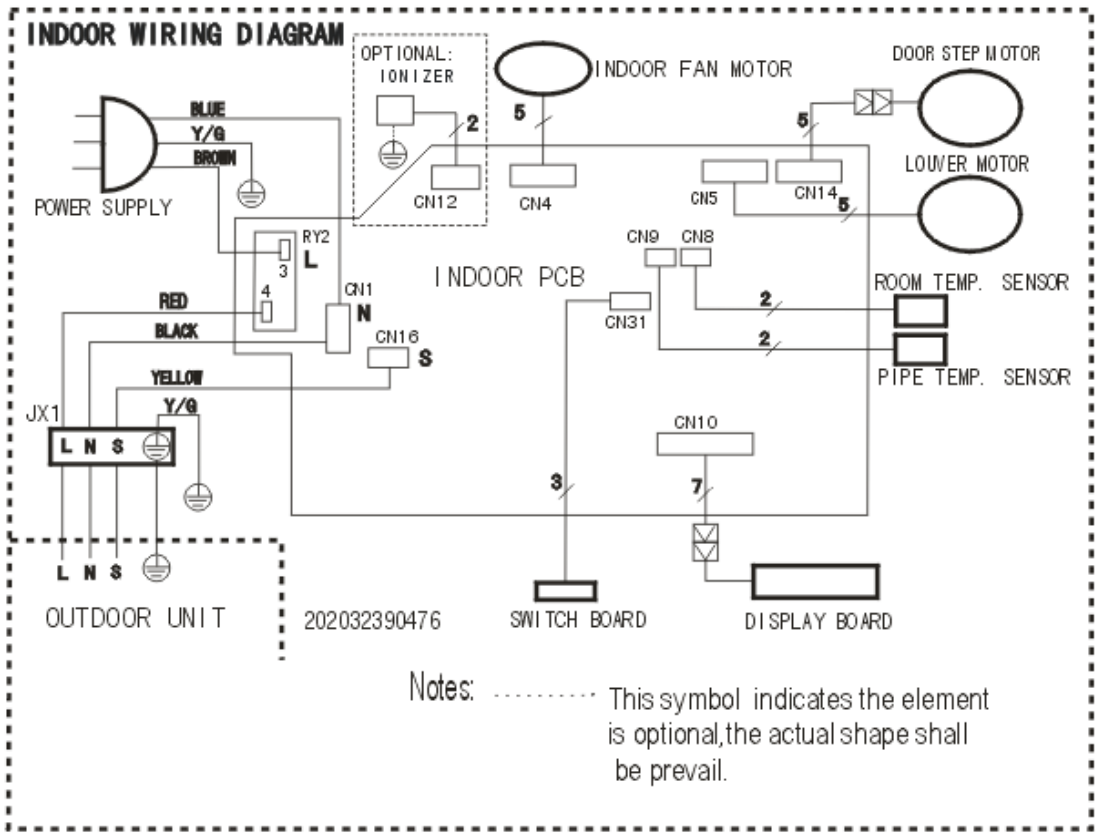 INDOOR WIRING DIAGRAM
OPTIONAL:
IONIZER
2
CN12
INDOOR FAN MOTOR
5
CN4
DOOR STEP MOTOR
5
CN14
LOUVER MOTOR
CN5
5
BLUE
Y/G
BROWN
POWER SUPPLY
RY2
3
L
4
CN1
N
CN16
S
INDOOR PCB
CN9
CN8
CN31
ROOM TEMP. SENSOR
2
2
PIPE TEMP. SENSOR
RED
BLACK
YELLOW
Y/G
JX1
L N S
CN10
3
7
L N S
OUTDOOR UNIT
202032390476
SWITCH BOARD
DISPLAY BOARD
Notes: ............ This symbol indicates the element
is optional,the actual shape shall
be prevail.